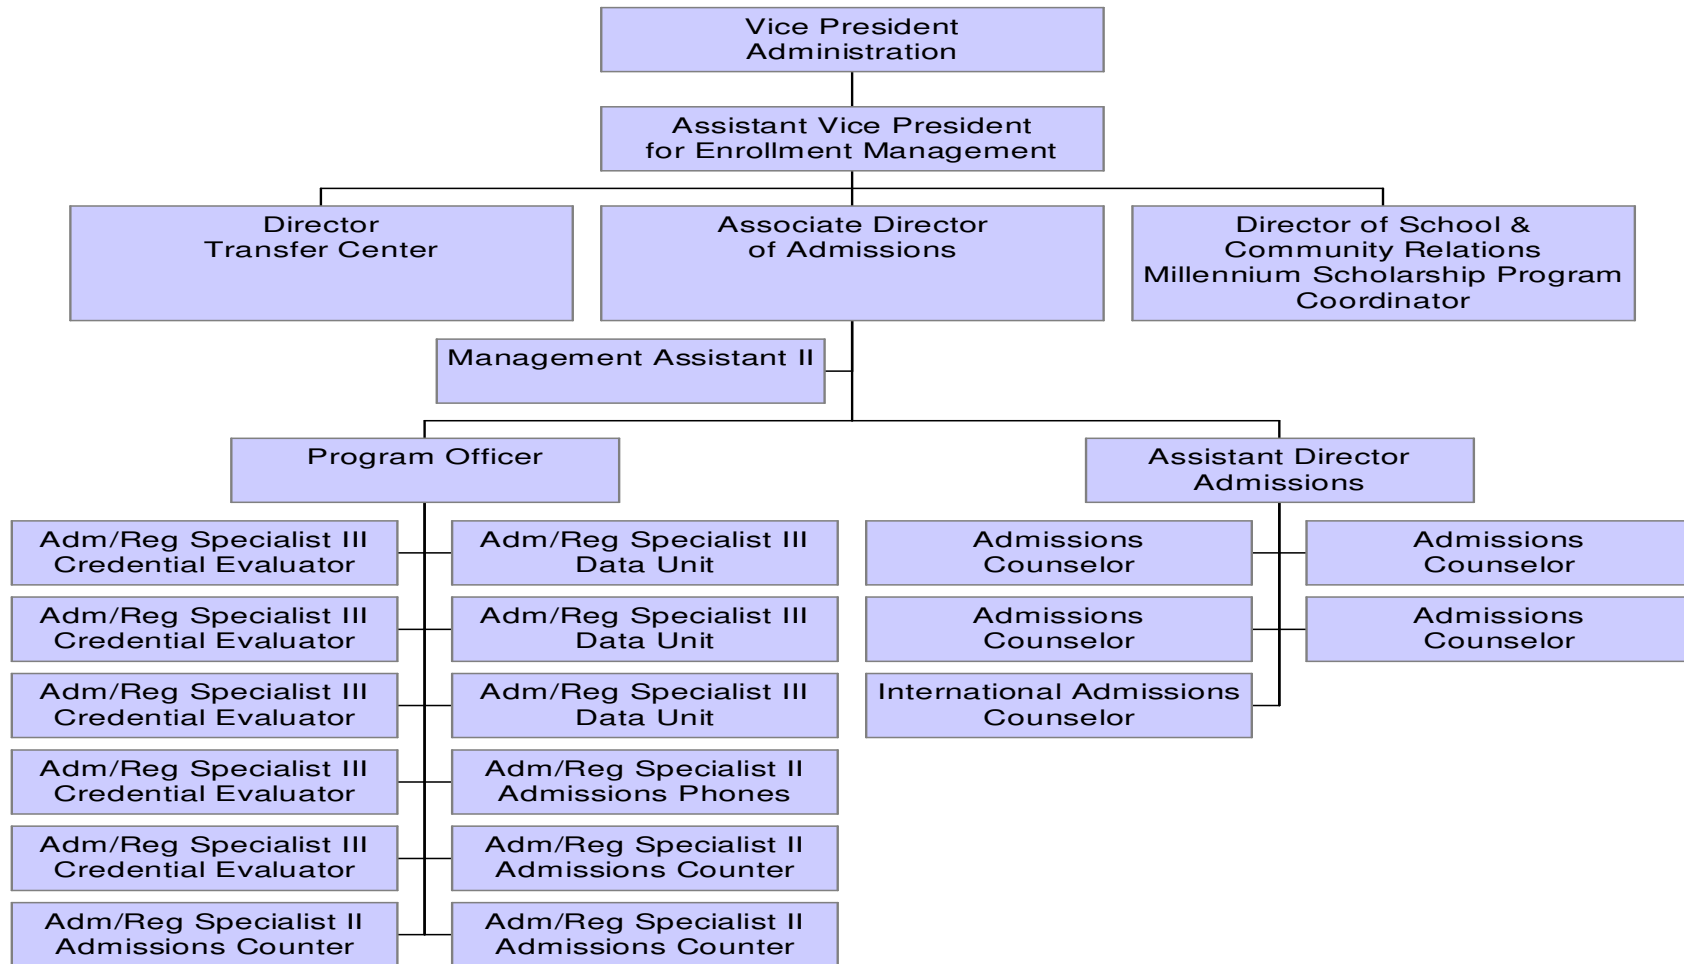 Vice President
Administration
Assistant Vice President
for Enrollment Management
Director
Transfer Center
Associate Director
of Admissions
Director of School &
Community Relations
Millennium Scholarship Program
Coordinator
Management Assistant II
Program Officer
Assistant Director
Admissions
Adm/Reg Specialist III
Credential Evaluator
Adm/Reg Specialist III
Data Unit
Admissions
Counselor
Admissions
Counselor
Adm/Reg Specialist III
Credential Evaluator
Adm/Reg Specialist III
Data Unit
Admissions
Counselor
Admissions
Counselor
Adm/Reg Specialist III
Credential Evaluator
Adm/Reg Specialist III
Data Unit
International Admissions
Counselor
Adm/Reg Specialist III
Credential Evaluator
Adm/Reg Specialist II
Admissions Phones
Adm/Reg Specialist III
Credential Evaluator
Adm/Reg Specialist II
Admissions Counter
Adm/Reg Specialist II
Admissions Counter
Adm/Reg Specialist II
Admissions Counter